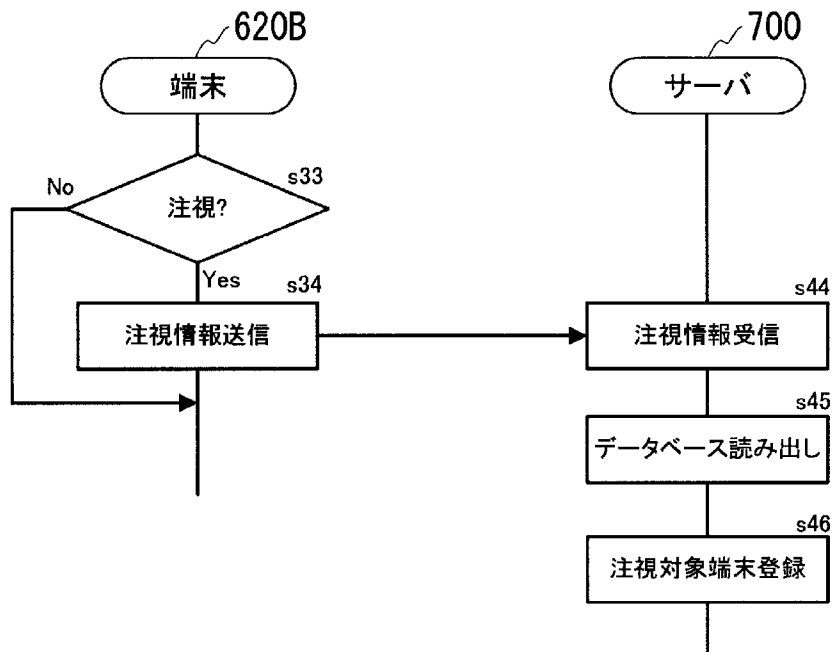 620B
700
端末
サーバ
No
s33
注視?
Yes
s34
s44
注視情報送信
注視情報受信
s45
データベース読み出し
s46
注視対象端末登録